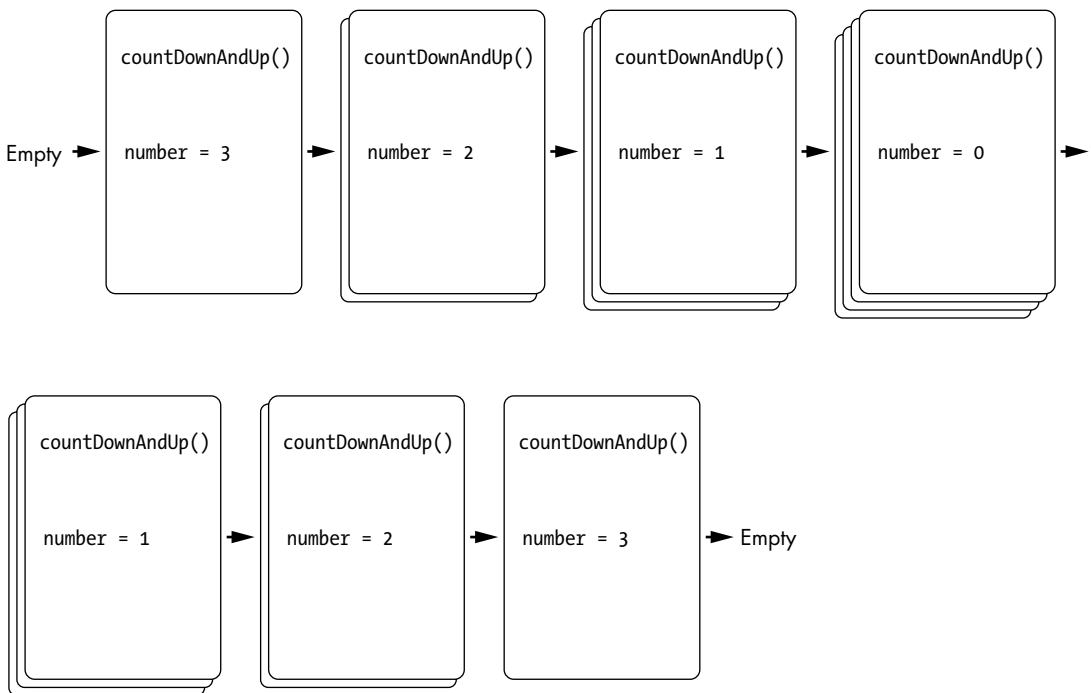 countDownAndUp()
countDownAndUp()
countDownAndUp()
countDownAndUp()
Empty
number = 3
number = 2
number = 1
number = 0
countDownAndUp()
countDownAndUp()
countDownAndUp()
number = 1
number = 2
number = 3
Empty